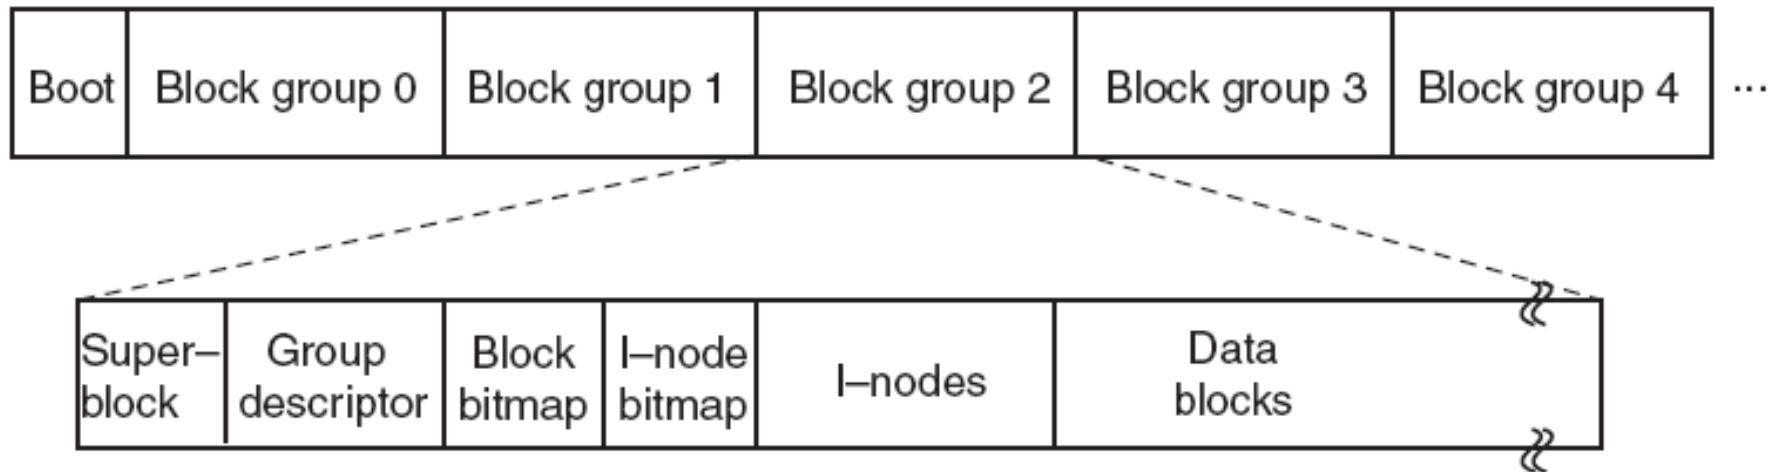 Boot Block group 0 Block group 1 Block group 2 Block group 3 Block group 4 ...
Super–
block
Group
descriptor
Block
bitmap
I–node
bitmap
I–nodes
Data
blocks